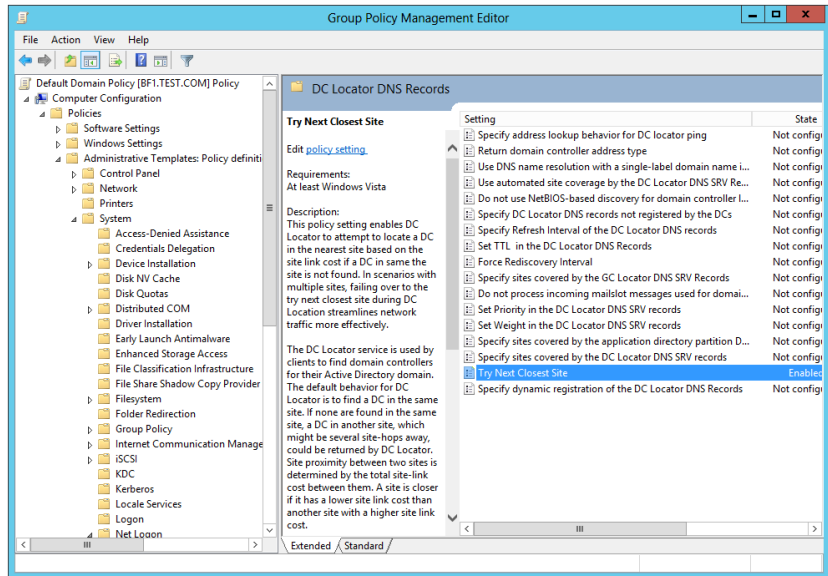 Group Policy Management Editor
File Action View Help
Default Domain Policy [BF1.TEST.COM] Policy
Computer Configuration
Policies
Software Settings
Windows Settings
Administrative Templates: Policy definiti
Control Panel
Network
Printers
System
Access-Denied Assistance
Credentials Delegation
Device Installation
Disk NV Cache
Disk Quotas
Distributed COM
Driver Installation
Early Launch Antimalware
Enhanced Storage Access
File Classification Infrastructure
File Share Shadow Copy Provider
Filesystem
Folder Redirection
Group Policy
Internet Communication Manage
iSCSI
KDC
Kerberos
Locale Services
Logon
Net Logon
DC Locator DNS Records
Try Next Closest Site
Edit policy setting
Requirements:
At least Windows Vista
Description:
This policy setting enables DC
Locator to attempt to locate a DC
in the nearest site based on the
site link cost if a DC in same the
site is not found. In scenarios with
multiple sites, failing over to the
try next closest site during DC
Location streamlines network
traffic more effectively.
The DC Locator service is used by
clients to find domain controllers
for their Active Directory domain.
The default behavior for DC
Locator is to find a DC in the same
site. If none are found in the same
site, a DC in another site, which
might be several site-hops away,
could be returned by DC Locator.
Site proximity between two sites is
determined by the total site-link
cost between them. A site is closer
if it has a lower site link cost than
another site with a higher site link
cost.
Setting State
Specify address lookup behavior for DC locator ping Not config
Return domain controller address type Not config
Use DNS name resolution with a single-label domain name i... Not config
Use automated site coverage by the DC Locator DNS SRV Re... Not config
Do not use NetBIOS-based discovery for domain controller l... Not config
Specify DC Locator DNS records not registered by the DCs Not config
Specify Refresh Interval of the DC Locator DNS records Not config
Set TTL in the DC Locator DNS Records Not config
Force Rediscovery Interval Not config
Specify sites covered by the GC Locator DNS SRV Records Not config
Do not process incoming mailslot messages used for domai... Not config
Set Priority in the DC Locator DNS SRV records Not config
Set Weight in the DC Locator DNS SRV records Not config
Specify sites covered by the application directory partition D... Not config
Specify sites covered by the DC Locator DNS SRV records Not config
Try Next Closest Site Enabled
Specify dynamic registration of the DC Locator DNS Records Not config
Extended Standard